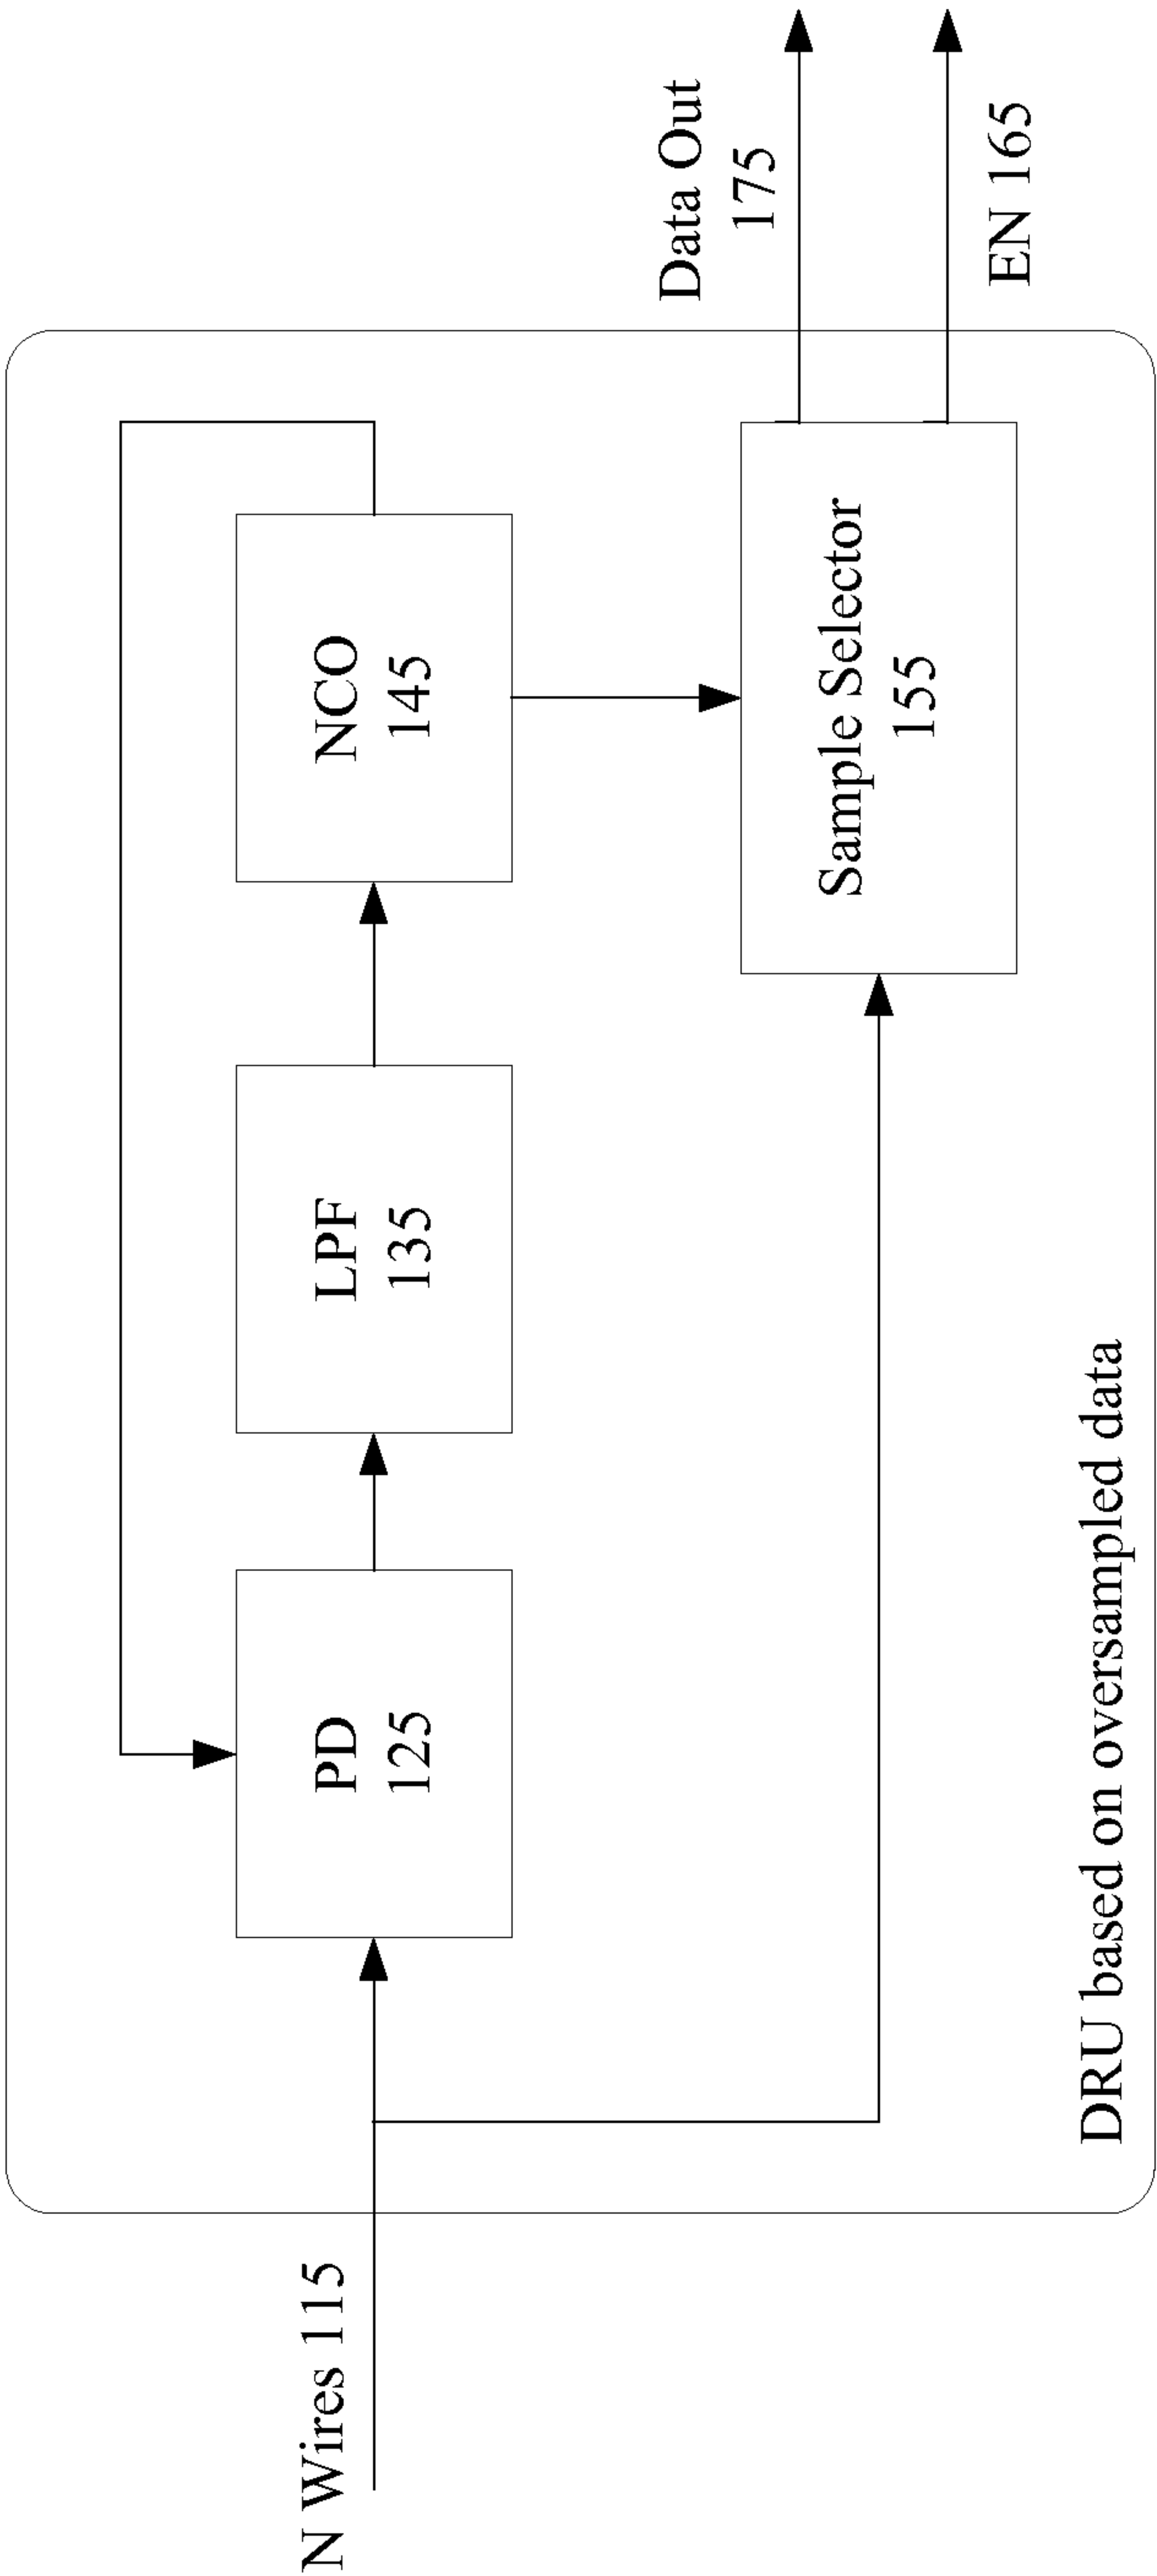 N Wires 115
PD
125
LPF
135
NCO
145
Sample Selector
155
Data Out
175
EN 165
DRU based on oversampled data